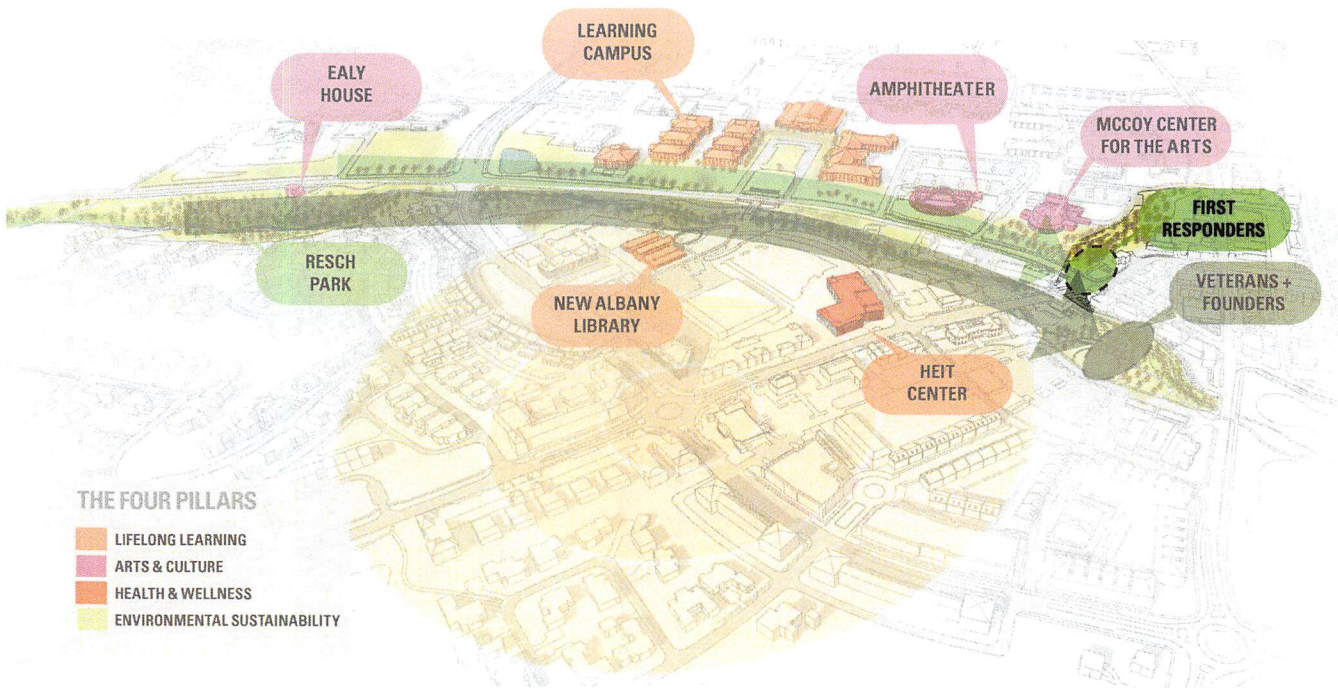 LEARNING
CAMPUS
EALY
HOUSE
AMPHITHEATER
MCCOY CENTER
FOR THE ARTS
FIRST
RESPONDERS
RESCH
PARK
VETERANS +
FOUNDERS
NEW ALBANY
LIBRARY
HEIT
CENTER
THE FOUR PILLARS
LIFELONG LEARNING
ARTS & CULTURE
HEALTH & WELLNESS
ENVIRONMENTAL SUSTAINABILITY